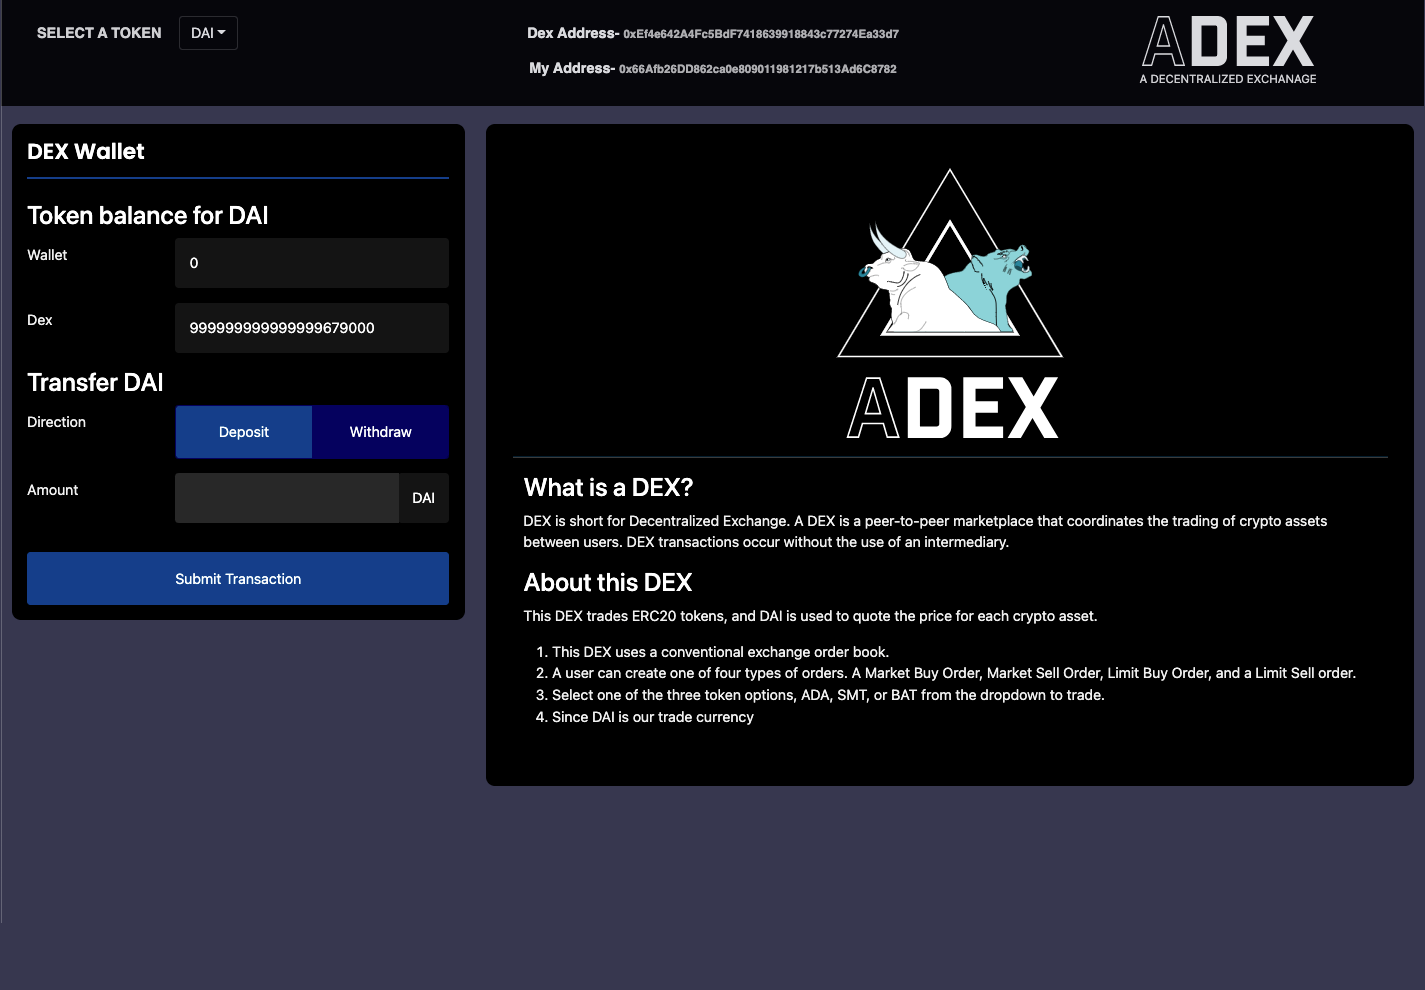 SELECT A TOKEN DAI
Dex Address- 0xEf4e642A4Fc5BdF7418639918843c77274Ea33d7
My Address- 0x66Afb26DD862ca0e809011981217b513Ad6C8782
ADEX
A DECENTRALIZED EXCHANAGE
DEX Wallet
Token balance for DAI
Wallet 0
Dex 999999999999999679000
Transfer DAI
Direction Deposit Withdraw
Amount DAI
Submit Transaction
ADEX
What is a DEX?
DEX is short for Decentralized Exchange. A DEX is a peer-to-peer marketplace that coordinates the trading of crypto assets
between users. DEX transactions occur without the use of an intermediary.
About this DEX
This DEX trades ERC20 tokens, and DAI is used to quote the price for each crypto asset.
1. This DEX uses a conventional exchange order book.
2. A user can create one of four types of orders. A Market Buy Order, Market Sell Order, Limit Buy Order, and a Limit Sell order.
3. Select one of the three token options, ADA, SMT, or BAT from the dropdown to trade.
4. Since DAI is our trade currency